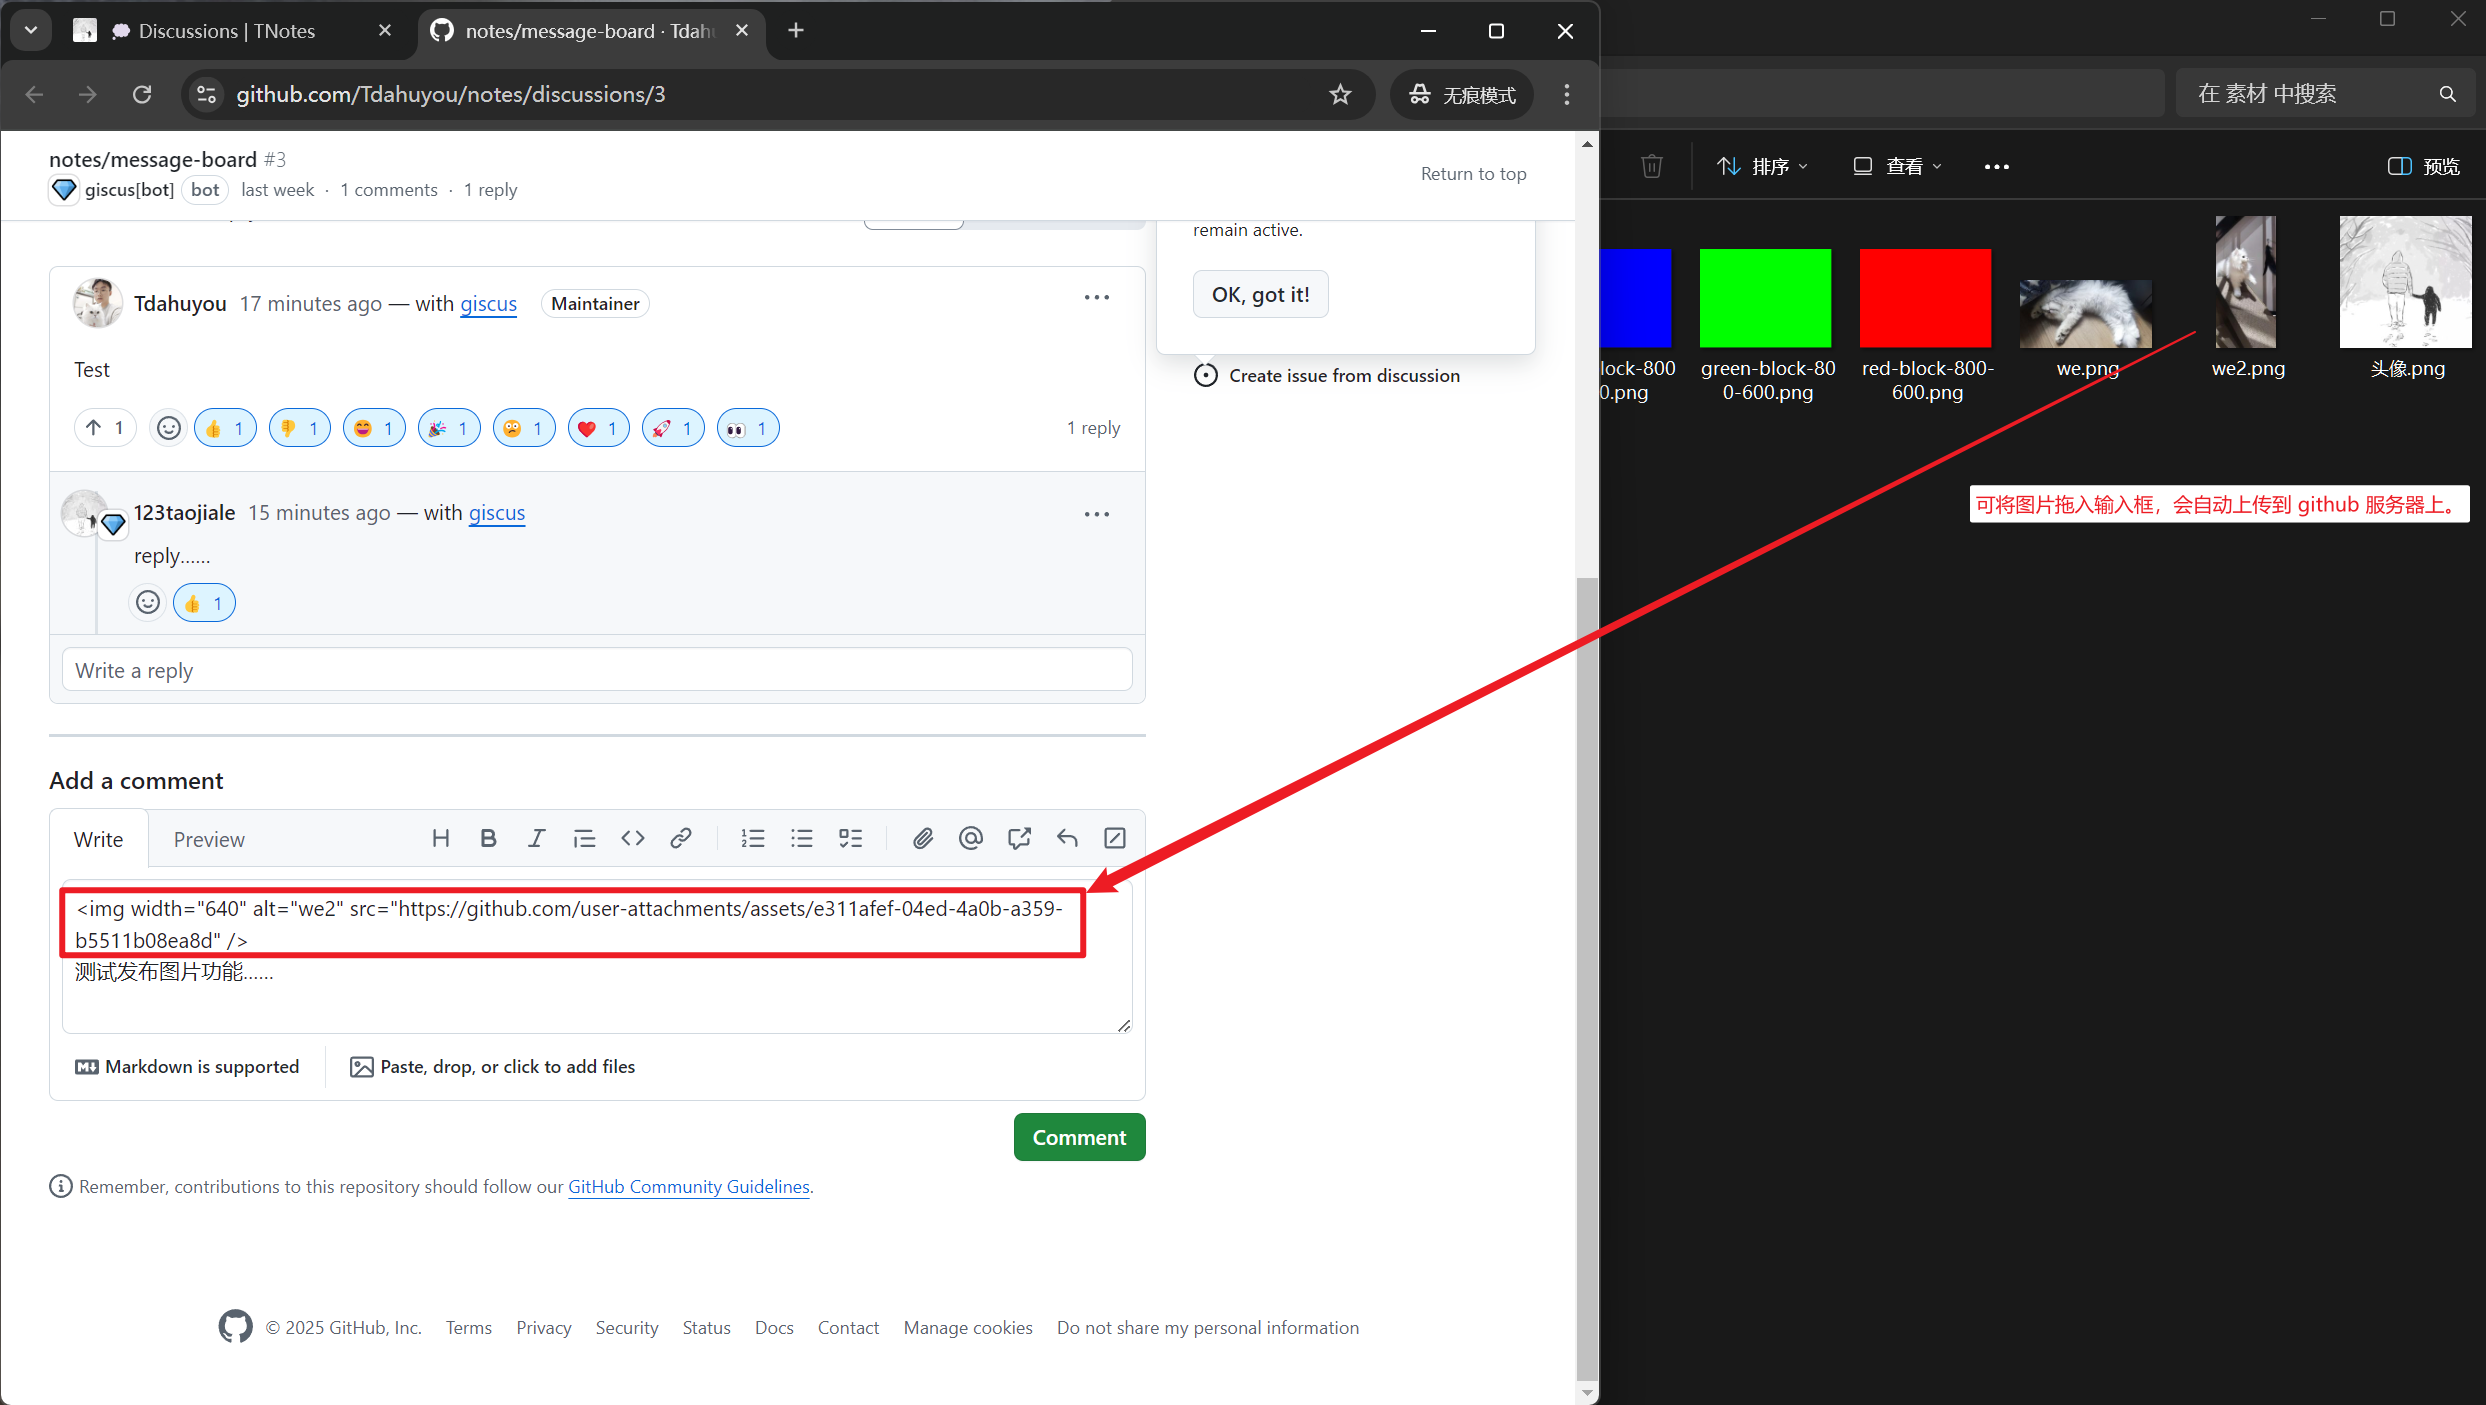 Discussions | TNotes
notes/message-board · Tdah
github.com/Tdahuyou/notes/discussions/3
无痕模式
在 素材 中搜索
notes/message-board #3
giscus[bot] bot last week · 1 comments · 1 reply
Return to top
排序
查看
预览
remain active.
OK, got it!
Create issue from discussion
Tdahuyou 17 minutes ago — with giscus Maintainer
Test
1 1 1 1 1 1 1 1 1
1 reply
123taojiale 15 minutes ago — with giscus
reply......
1
Write a reply
lock-800
0.png
green-block-80
0-600.png
red-block-800-
600.png
we.png
we2.png
头像.png
可将图片拖入输入框，会自动上传到 github 服务器上。
Add a comment
Write Preview
<img width="640" alt="we2" src="https://github.com/user-attachments/assets/e311afef-04ed-4a0b-a359-
b5511b08ea8d" />
测试发布图片功能......
Markdown is supported
Paste, drop, or click to add files
Comment
Remember, contributions to this repository should follow our GitHub Community Guidelines.
© 2025 GitHub, Inc. Terms Privacy Security Status Docs Contact Manage cookies Do not share my personal information